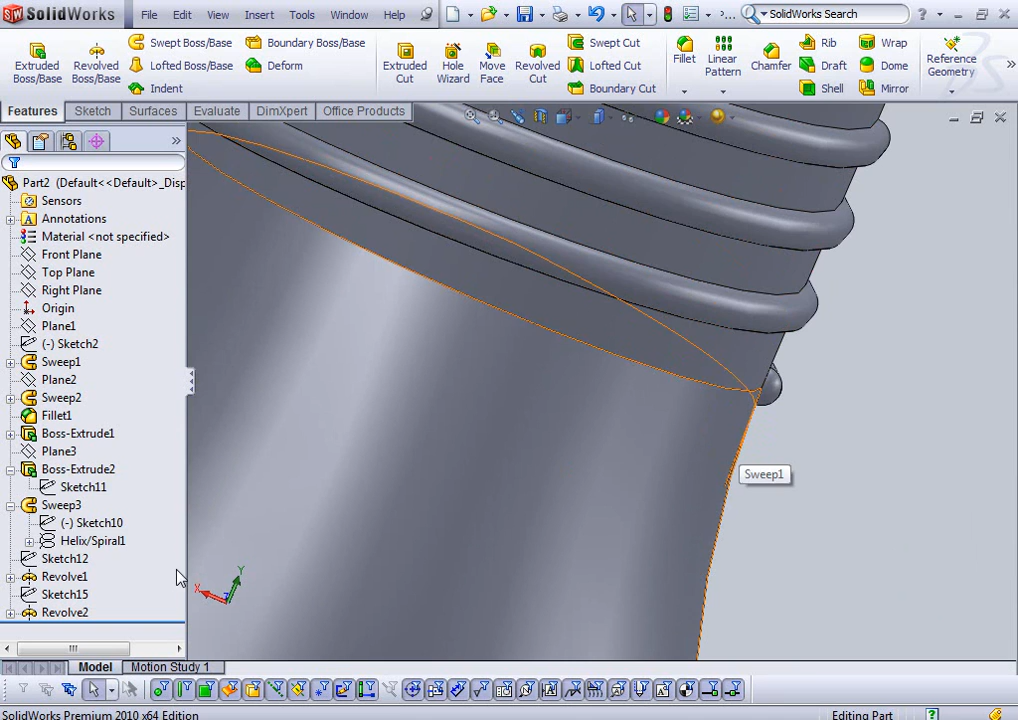 SolidWorks File Edit View Insert Tools Window Help SolidWorks Search
Extruded Boss/Base
Revolved Boss/Base
Swept Boss/Base
Lofted Boss/Base
Indent
Boundary Boss/Base
Deform
Extruded Cut
Hole Wizard
Move Face
Revolved Cut
Swept Cut
Lofted Cut
Boundary Cut
Fillet
Linear Pattern
Chamfer
Rib
Draft
Shell
Wrap
Dome
Mirror
Reference Geometry
Features Sketch Surfaces Evaluate DimXpert Office Products
Part2 (Default<<Default>_Disp
Sensors
Annotations
Material <not specified>
Front Plane
Top Plane
Right Plane
Origin
Plane1
(-) Sketch2
Sweep1
Plane2
Sweep2
Fillet1
Boss-Extrude1
Plane3
Boss-Extrude2
Sketch11
Sweep3
(-) Sketch10
Helix/Spiral1
Sketch12
Revolve1
Sketch15
Revolve2
Sweep1
X Y Z
Model Motion Study 1
SolidWorks Premium 2010 x64 Edition Editing Part